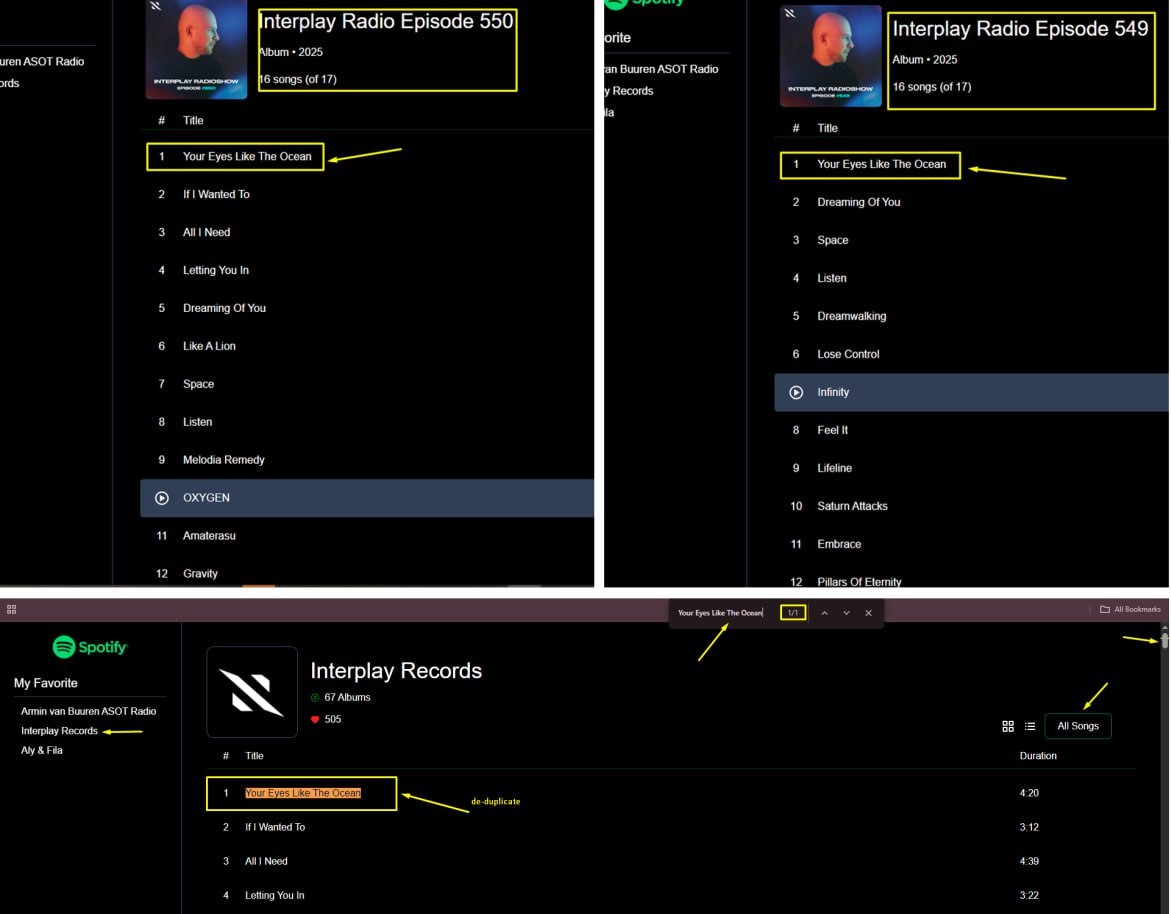 Interplay Radio Episode 550
Album • 2025
16 songs (of 17)
INTERPLAY RADIOSHOW
EPISODE #550
uren ASOT Radio
ords
# Title
1 Your Eyes Like The Ocean
2 If I Wanted To
3 All I Need
4 Letting You In
5 Dreaming Of You
6 Like A Lion
7 Space
8 Listen
9 Melodia Remedy
OXYGEN
11 Amaterasu
12 Gravity
Spotify
orite
an Buuren ASOT Radio
y Records
ila
Interplay Radio Episode 549
Album • 2025
16 songs (of 17)
INTERPLAY RADIOSHOW
EPISODE #549
# Title
1 Your Eyes Like The Ocean
2 Dreaming Of You
3 Space
4 Listen
5 Dreamwalking
6 Lose Control
Infinity
8 Feel It
9 Lifeline
10 Saturn Attacks
11 Embrace
12 Pillars Of Eternity
Your Eyes Like The Ocean 1/1
All Bookmarks
Spotify
My Favorite
Armin van Buuren ASOT Radio
Interplay Records
Aly & Fila
Interplay Records
67 Albums
505
All Songs
# Title Duration
1 Your Eyes Like The Ocean 4:20
de-duplicate
2 If I Wanted To 3:12
3 All I Need 4:39
4 Letting You In 3:22